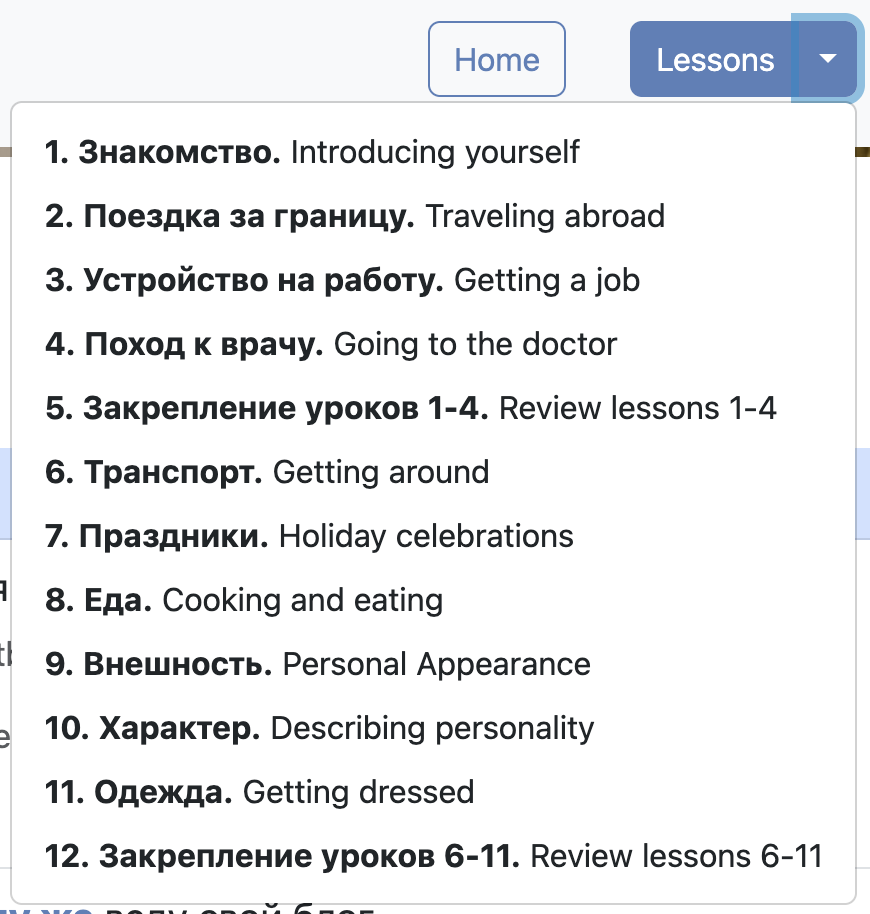 Home
Lessons
1. Знакомство. Introducing yourself
2. Поездка за границу. Traveling abroad
3. Устройство на работу. Getting a job
4. Поход к врачу. Going to the doctor
5. Закрепление уроков 1-4. Review lessons 1-4
6. Транспорт. Getting around
7. Праздники. Holiday celebrations
8. Еда. Cooking and eating
9. Внешность. Personal Appearance
10. Характер. Describing personality
11. Одежда. Getting dressed
12. Закрепление уроков 6-11. Review lessons 6-11